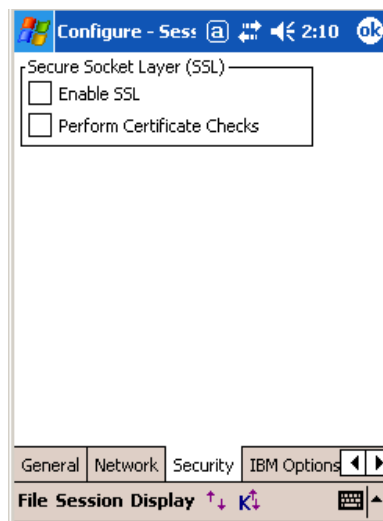 Configure - Sess a 2:10 ok
Secure Socket Layer (SSL)
Enable SSL
Perform Certificate Checks
General Network Security IBM Options
File Session Display K